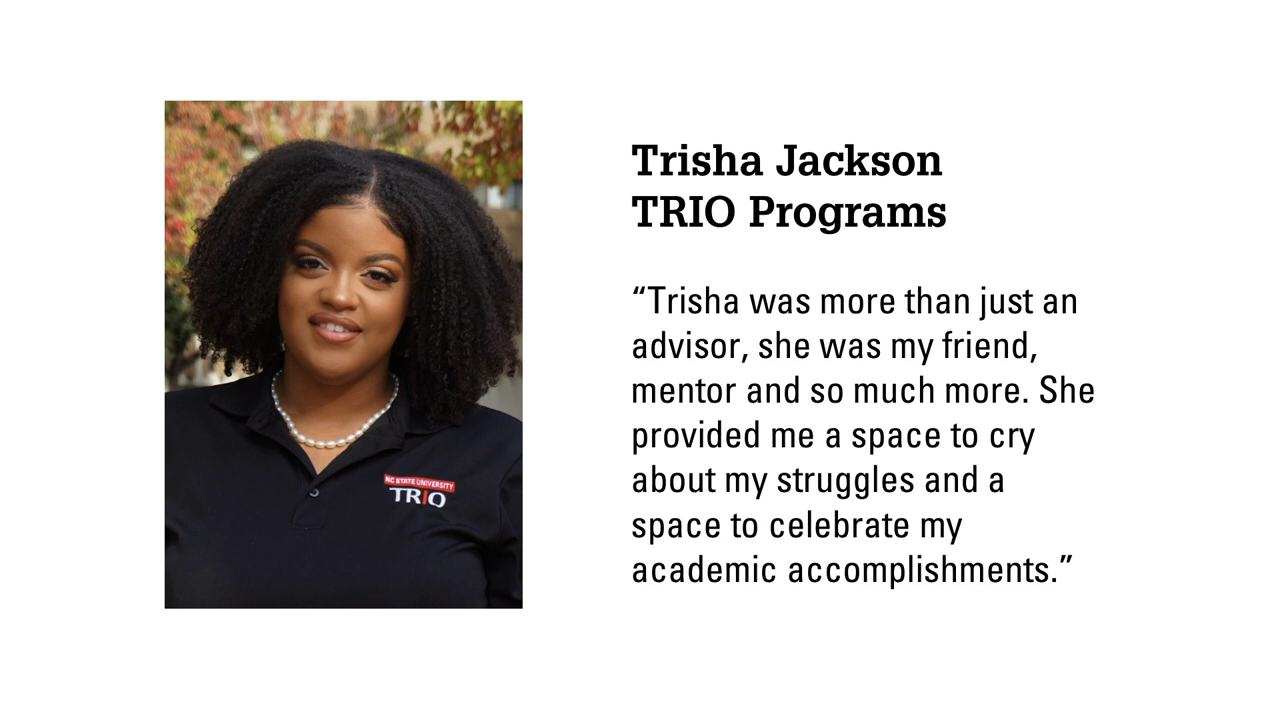 Trisha Jackson
TRIO Programs
“Trisha was more than just an
advisor, she was my friend,
mentor and so much more. She
provided me a space to cry
about my struggles and a
space to celebrate my
academic accomplishments.”
NC STATE UNIVERSITY
TRIO